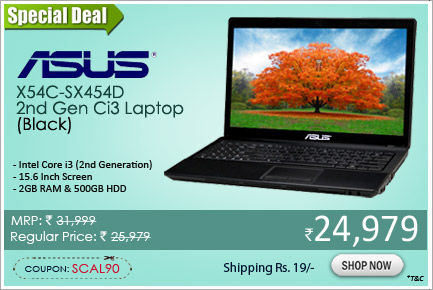 Special Deal
ASUS
X54C-SX454D
2nd Gen Ci3 Laptop
(Black)
ASUS
- Intel Core i3 (2nd Generation)
- 15.6 Inch Screen
- 2GB RAM & 500GB HDD
MRP: ₹ 31,999
Regular Price: ₹ 25,979
₹24,979
COUPON: SCAL90
Shipping Rs. 19/-
SHOP NOW
*T&C